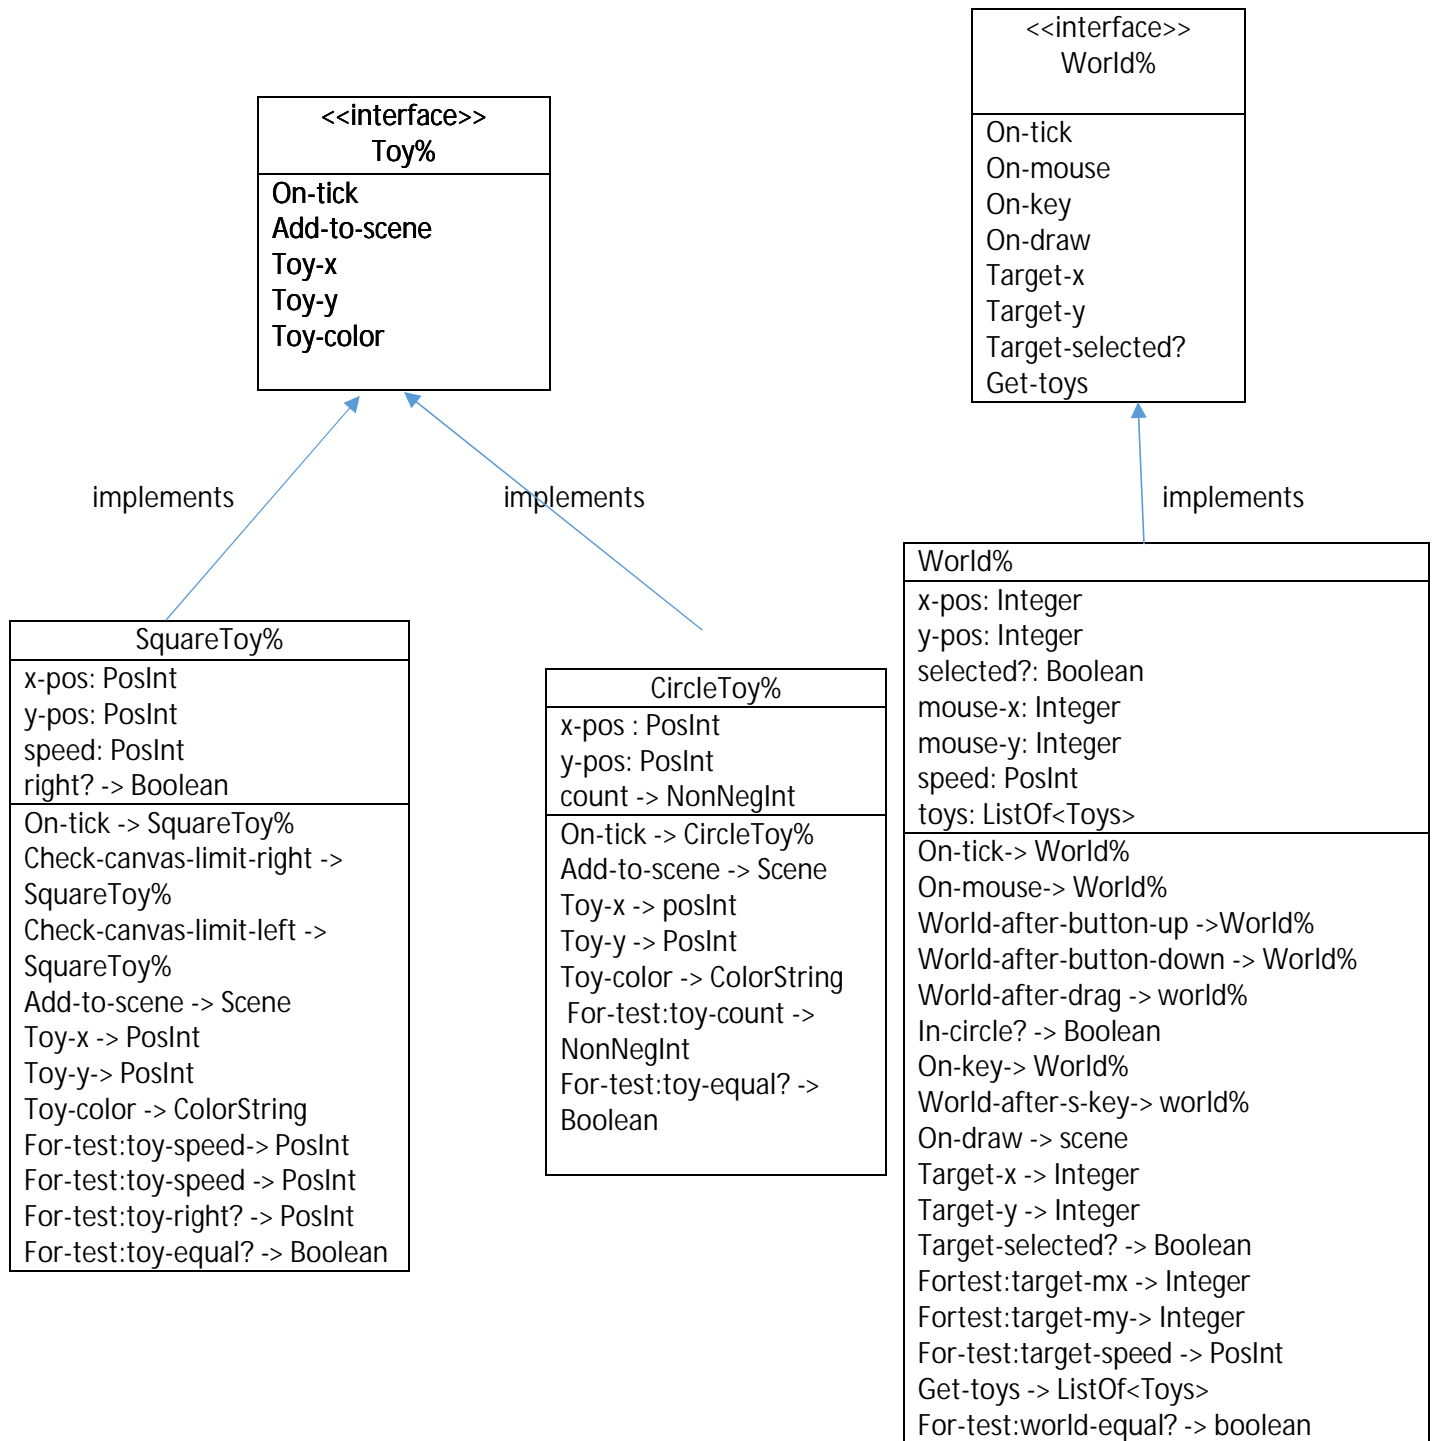 <<interface>>
World%
On-tick
On-mouse
On-key
On-draw
Target-x
Target-y
Target-selected?
Get-toys
<<interface>>
Toy%
On-tick
Add-to-scene
Toy-x
Toy-y
Toy-color
implements
implements
implements
SquareToy%
x-pos: PosInt
y-pos: PosInt
speed: PosInt
right? -> Boolean
On-tick -> SquareToy%
Check-canvas-limit-right ->
SquareToy%
Check-canvas-limit-left ->
SquareToy%
Add-to-scene -> Scene
Toy-x -> PosInt
Toy-y-> PosInt
Toy-color -> ColorString
For-test:toy-speed-> PosInt
For-test:toy-speed -> PosInt
For-test:toy-right? -> PosInt
For-test:toy-equal? -> Boolean
CircleToy%
x-pos : PosInt
y-pos: PosInt
count -> NonNegInt
On-tick -> CircleToy%
Add-to-scene -> Scene
Toy-x -> posInt
Toy-y -> PosInt
Toy-color -> ColorString
For-test:toy-count ->
NonNegInt
For-test:toy-equal? ->
Boolean
World%
x-pos: Integer
y-pos: Integer
selected?: Boolean
mouse-x: Integer
mouse-y: Integer
speed: PosInt
toys: ListOf<Toys>
On-tick-> World%
On-mouse-> World%
World-after-button-up ->World%
World-after-button-down -> World%
World-after-drag -> world%
In-circle? -> Boolean
On-key-> World%
World-after-s-key-> world%
On-draw -> scene
Target-x -> Integer
Target-y -> Integer
Target-selected? -> Boolean
Fortest:target-mx -> Integer
Fortest:target-my-> Integer
For-test:target-speed -> PosInt
Get-toys -> ListOf<Toys>
For-test:world-equal? -> boolean